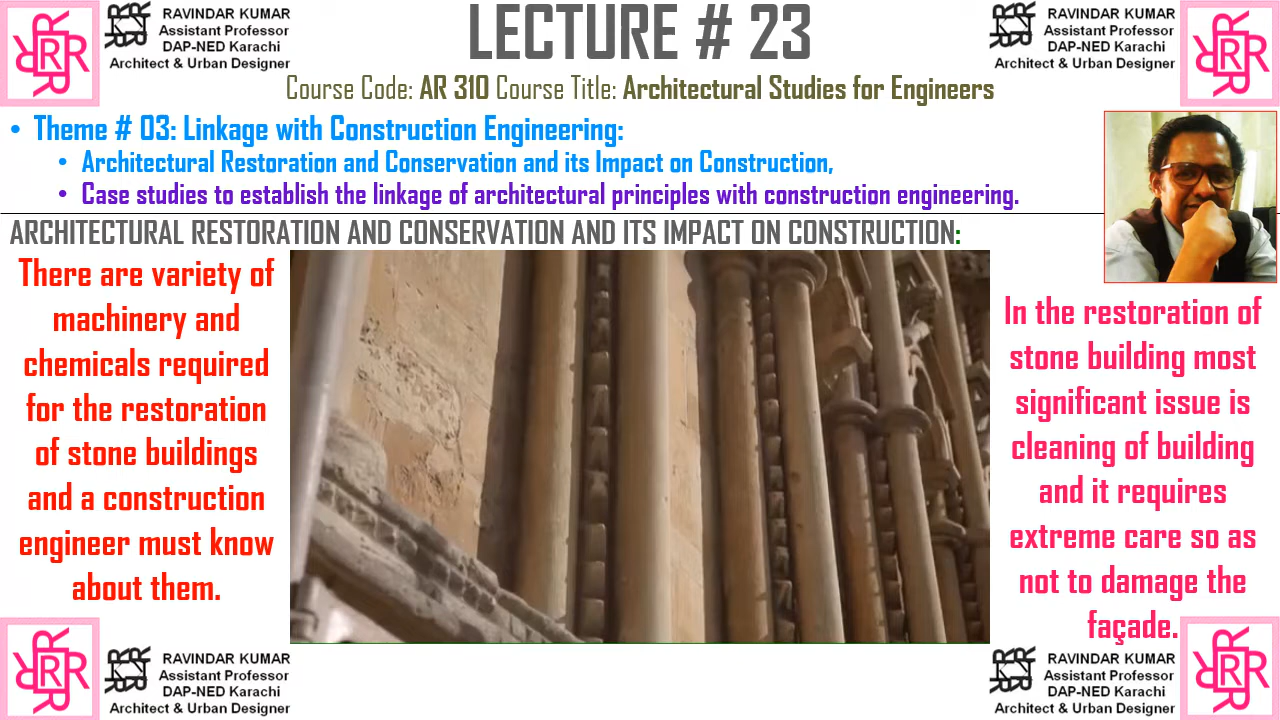 RAVINDAR KUMAR
Assistant Professor
DAP-NED Karachi
Architect & Urban Designer
LECTURE # 23
RAVINDAR KUMAR
Assistant Professor
DAP-NED Karachi
Architect & Urban Designer
Course Code: AR 310 Course Title: Architectural Studies for Engineers
• Theme # 03: Linkage with Construction Engineering:
• Architectural Restoration and Conservation and its Impact on Construction,
• Case studies to establish the linkage of architectural principles with construction engineering.
ARCHITECTURAL RESTORATION AND CONSERVATION AND ITS IMPACT ON CONSTRUCTION:
There are variety of
machinery and
chemicals required
for the restoration
of stone buildings
and a construction
engineer must know
about them.
In the restoration of
stone building most
significant issue is
cleaning of building
and it requires
extreme care so as
not to damage the
façade.
RAVINDAR KUMAR
Assistant Professor
DAP-NED Karachi
Architect & Urban Designer
RAVINDAR KUMAR
Assistant Professor
DAP-NED Karachi
Architect & Urban Designer